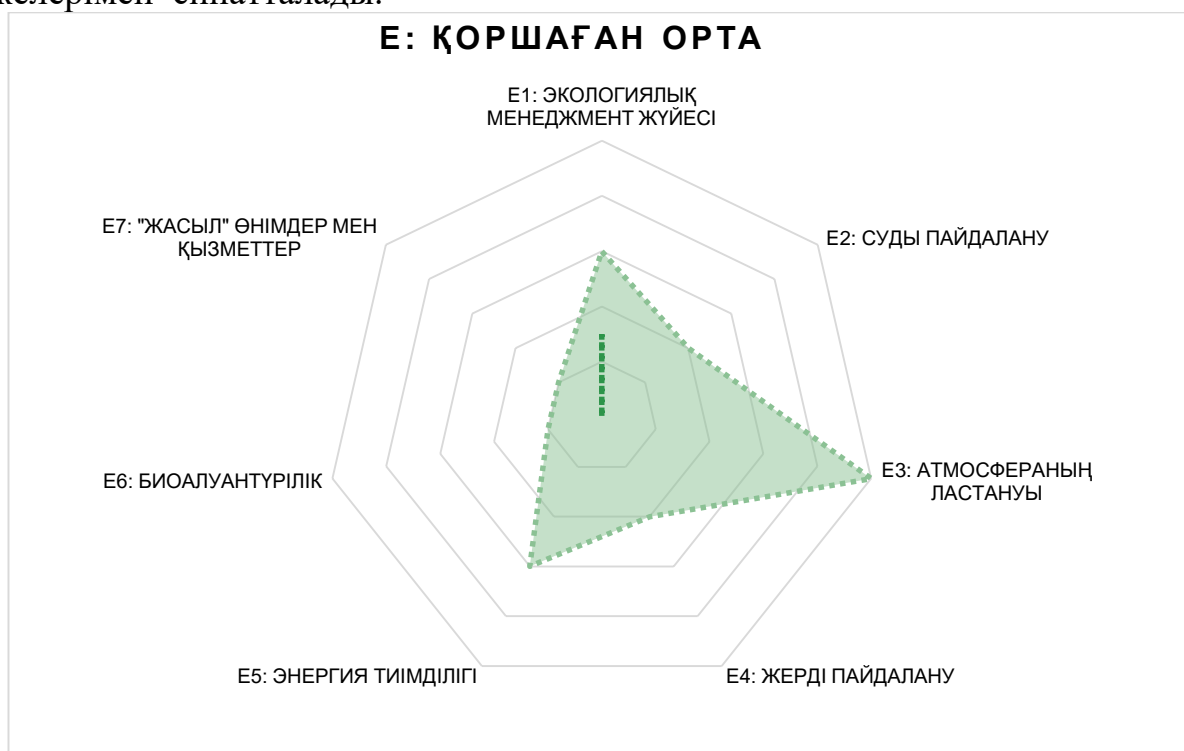 сипатталады.
Е: ҚОРШАҒАН ОРТА
Е1: ЭКОЛОГИЯЛЫҚ
МЕНЕДЖМЕНТ ЖҮЙЕСІ
Е7: "ЖАСЫЛ" ӨНІМДЕР МЕН
ҚЫЗМЕТТЕР
Е2: СУДЫ ПАЙДАЛАНУ
Е6: БИОАЛУАНТҮРІЛІК
Е3: АТМОСФЕРАНЫҢ
ЛАСТАНУЫ
Е5: ЭНЕРГИЯ ТИІМДІЛІГІ
Е4: ЖЕРДІ ПАЙДАЛАНУ